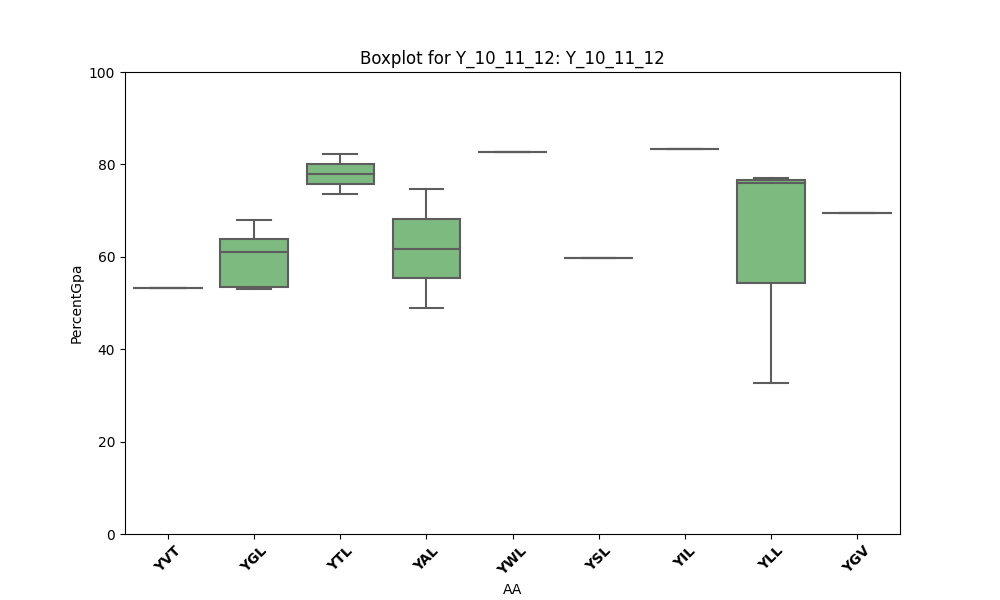 Boxplot for Y_10_11_12: Y_10_11_12
100
80
60
40
20
0
PercentGpa
YVT YGL YTL YAL YWL YSL YIL YLL YGV
AA